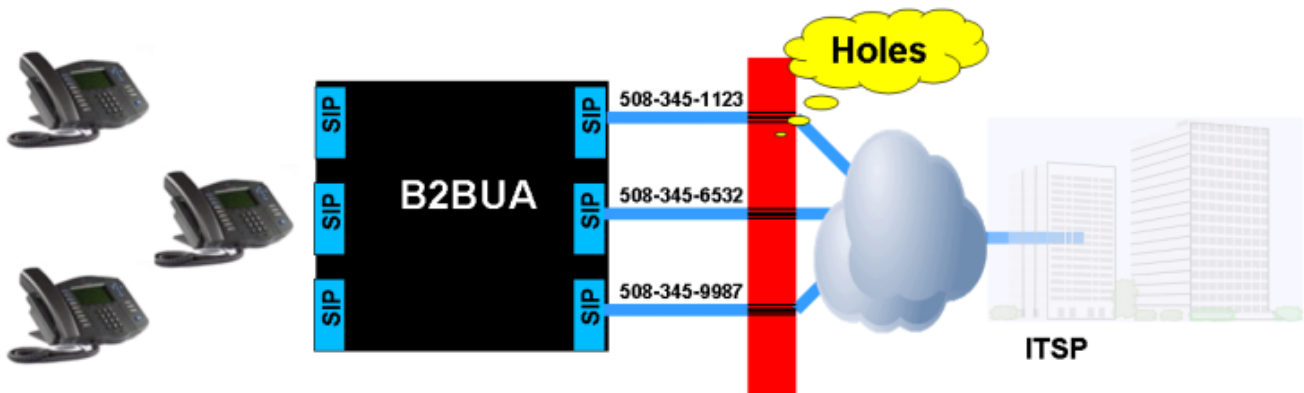 Holes
SIP
SIP
508-345-1123
B2BUA
SIP
SIP
508-345-6532
SIP
SIP
508-345-9987
ITSP